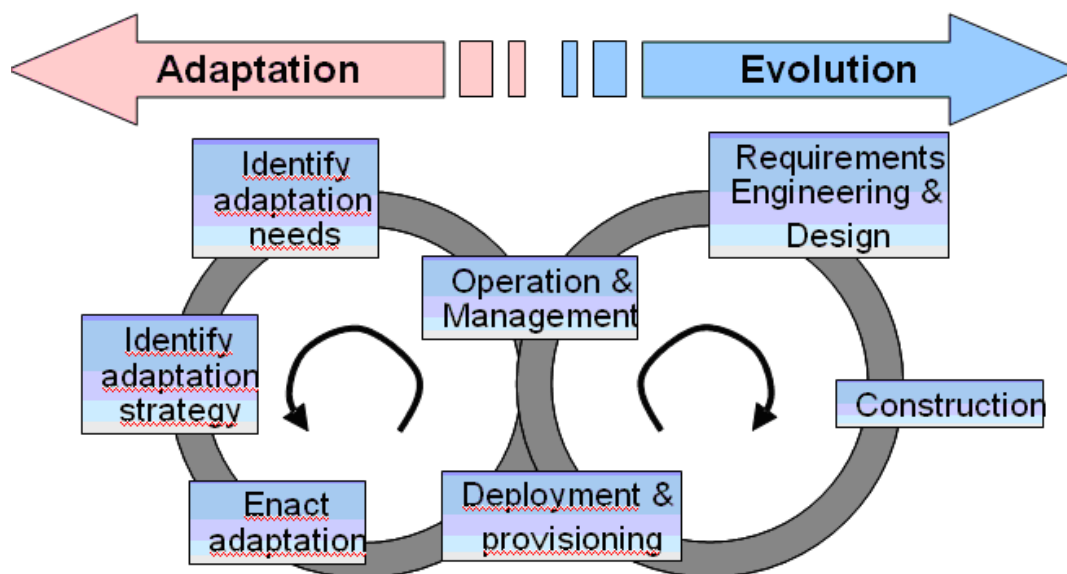 Adaptation
Evolution
Identify
adaptation
needs
Requirements
Engineering &
Design
Operation &
Management
Identify
adaptation
strategy
Construction
Enact
adaptation
Deployment &
provisioning